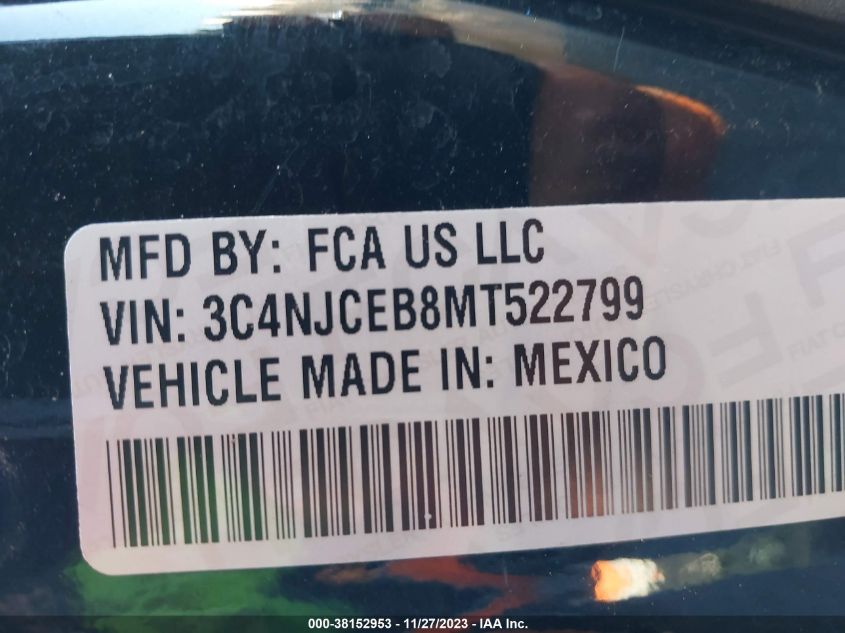 MFD BY: FCA US LLC
VIN: 3C4NJCEB8MT522799
VEHICLE MADE IN: MEXICO
000-38152953 - 11/27/2023 - IAA Inc.